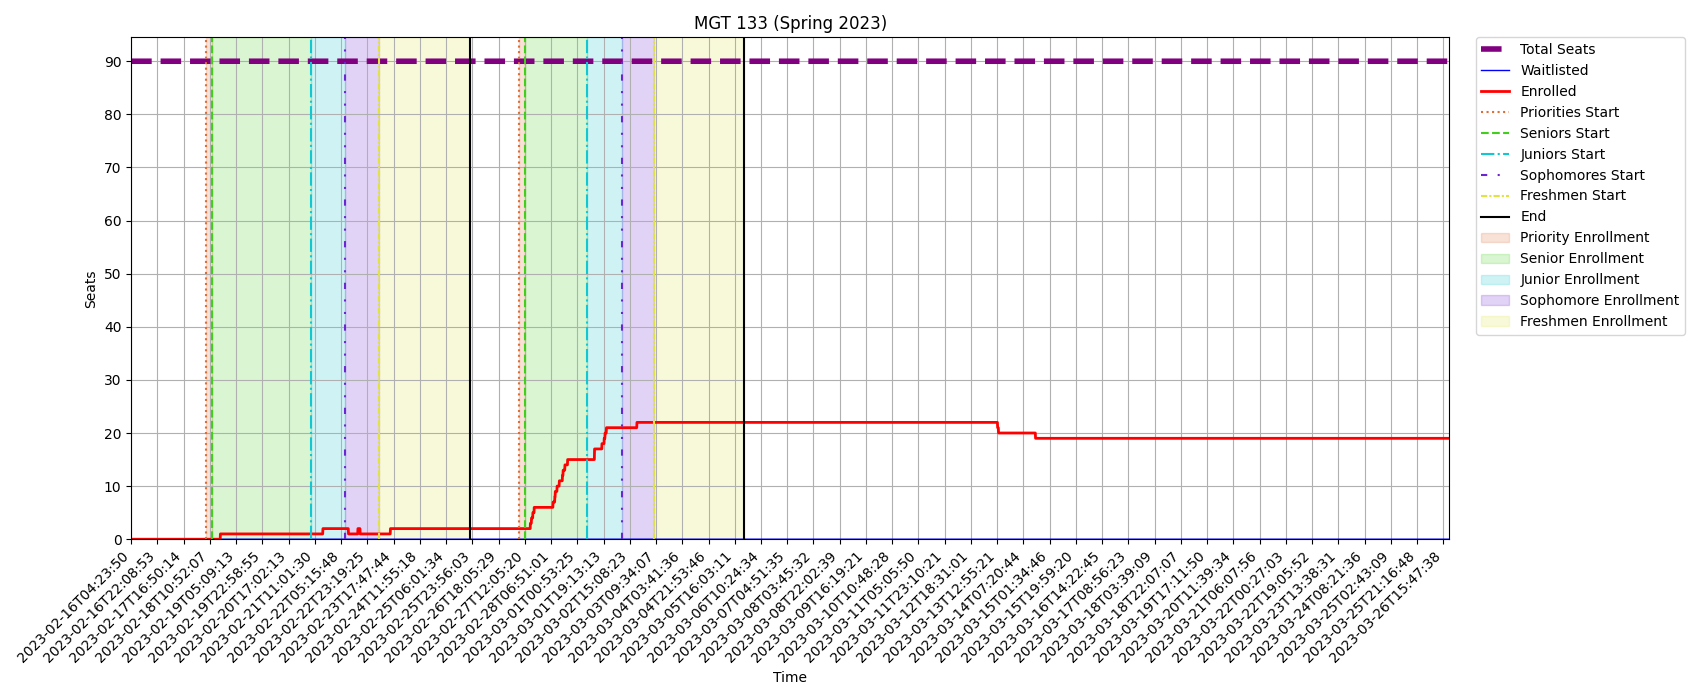 MGT 133 (Spring 2023)
Seats
90
80
70
60
50
40
30
20
10
0
2023-02-16T04:23:50
2023-02-16T22:08:53
2023-02-17T16:50:14
2023-02-18T10:52:07
2023-02-19T05:09:13
2023-02-19T22:58:55
2023-02-20T17:02:13
2023-02-21T11:01:30
2023-02-22T05:15:48
2023-02-22T23:19:25
2023-02-23T17:47:44
2023-02-24T11:55:18
2023-02-25T06:01:34
2023-02-25T23:56:03
2023-02-26T18:05:29
2023-02-27T12:05:20
2023-02-28T06:51:01
2023-03-01T00:53:25
2023-03-01T19:13:13
2023-03-02T15:08:23
2023-03-03T09:34:07
2023-03-04T03:41:36
2023-03-04T21:53:46
2023-03-05T16:03:11
2023-03-06T10:24:34
2023-03-07T04:51:35
2023-03-08T03:45:32
2023-03-08T22:02:39
2023-03-09T16:19:21
2023-03-10T10:48:28
2023-03-11T05:05:50
2023-03-11T23:10:21
2023-03-12T18:31:01
2023-03-13T12:55:21
2023-03-14T07:20:44
2023-03-15T01:34:46
2023-03-15T19:59:20
2023-03-16T14:22:45
2023-03-17T08:56:23
2023-03-18T03:39:09
2023-03-18T22:07:07
2023-03-19T17:11:50
2023-03-20T11:39:34
2023-03-21T06:07:56
2023-03-22T00:27:03
2023-03-22T19:05:52
2023-03-23T13:38:31
2023-03-24T08:21:36
2023-03-25T02:43:09
2023-03-25T21:16:48
2023-03-26T15:47:38
Time
Total Seats
Waitlisted
Enrolled
Priorities Start
Seniors Start
Juniors Start
Sophomores Start
Freshmen Start
End
Priority Enrollment
Senior Enrollment
Junior Enrollment
Sophomore Enrollment
Freshmen Enrollment